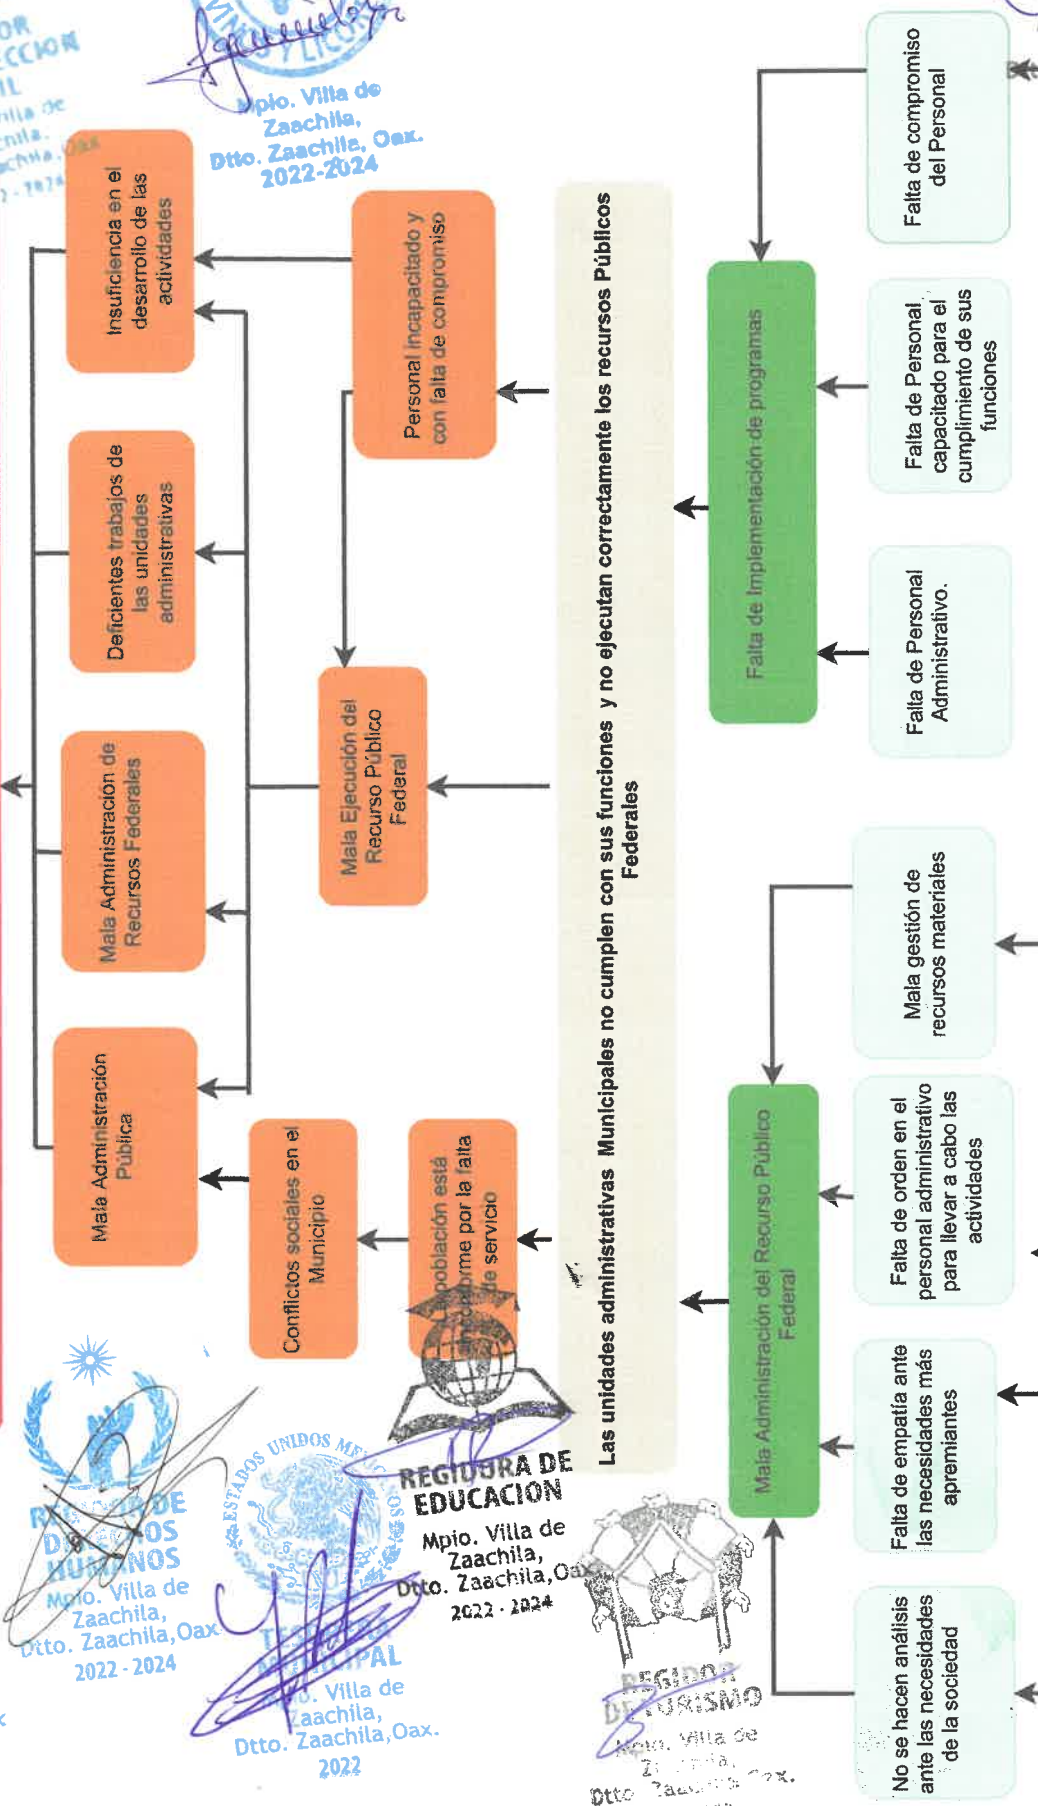 Mala Administración
Pública
Mala Administración de
Recursos Federales
Deficientes trabajos de
las unidades
administrativas
Insuficiencia en el
desarrollo de las
actividades
Conflictos sociales en el
Municipio
Mala Ejecución del
Recurso Público
Federal
Personal incapacitado y
con falta de compromiso
población está
por la falta
de servicio
Las unidades administrativas Municipales no cumplen con sus funciones y no ejecutan correctamente los recursos Públicos
Federales
Mala Administración del Recurso Público
Federal
Falta de Implementación de programas
No se hacen análisis
ante las necesidades
de la sociedad
Falta de empatía ante
las necesidades más
apremiantes
Falta de orden en el
personal administrativo
para llevar a cabo las
actividades
Mala gestión de
recursos materiales
Falta de Personal
Administrativo.
Falta de Personal
capacitado para el
cumplimiento de sus
funciones
Falta de compromiso
del Personal
Mpio. Villa de
Zaachila,
Dtto. Zaachila, Oax.
2022-2024
HUMANOS
Mpio. Villa de
Zaachila,
Dtto. Zaachila, Oax
2022 - 2024
ESTADOS UNIDOS
MUNICIPAL
Villa de
Zaachila,
Dtto. Zaachila, Oax.
2022
REGIDURA DE
EDUCACION
Mpio. Villa de
Zaachila,
Dtto. Zaachila, Oax
2022 - 2024
REGIDOR
DE TURISMO
Villa de
Dtto